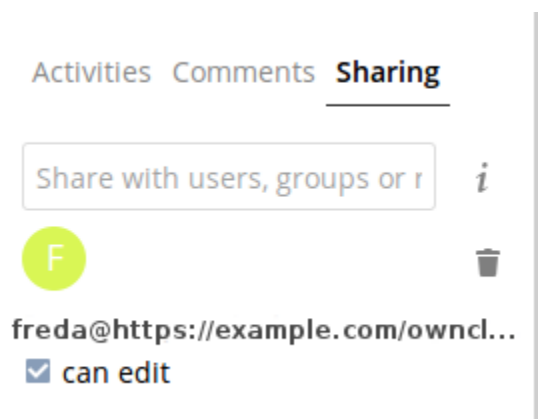 Activities Comments Sharing
Share with users, groups or r
i
F
freda@https://example.com/owncl...
can edit